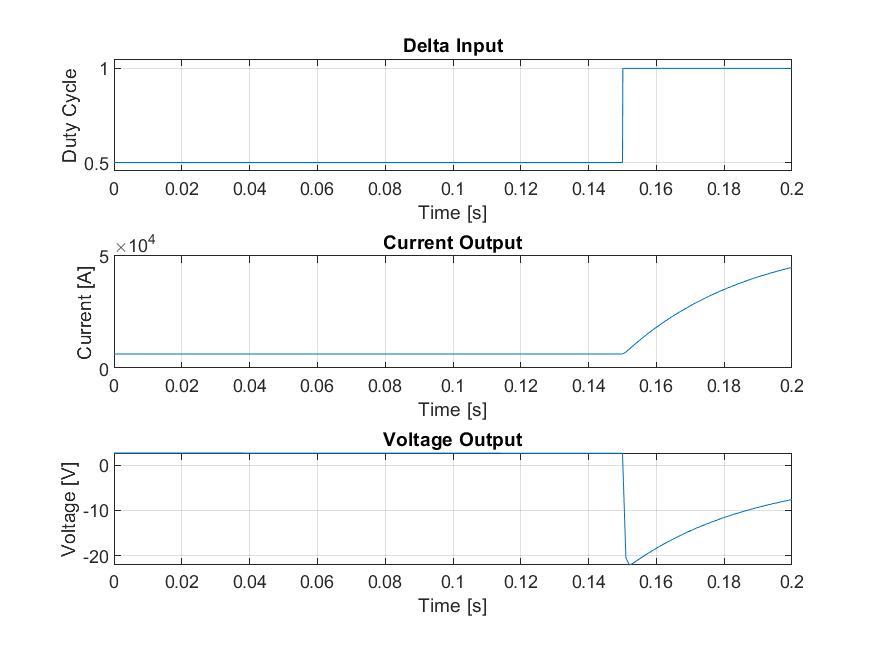 Delta Input
1
0.5
Duty Cycle
0 0.02 0.04 0.06 0.08 0.1 0.12 0.14 0.16 0.18 0.2
Time [s]
×10⁴
Current Output
5
0
Current [A]
0 0.02 0.04 0.06 0.08 0.1 0.12 0.14 0.16 0.18 0.2
Time [s]
Voltage Output
0
-10
-20
Voltage [V]
0 0.02 0.04 0.06 0.08 0.1 0.12 0.14 0.16 0.18 0.2
Time [s]